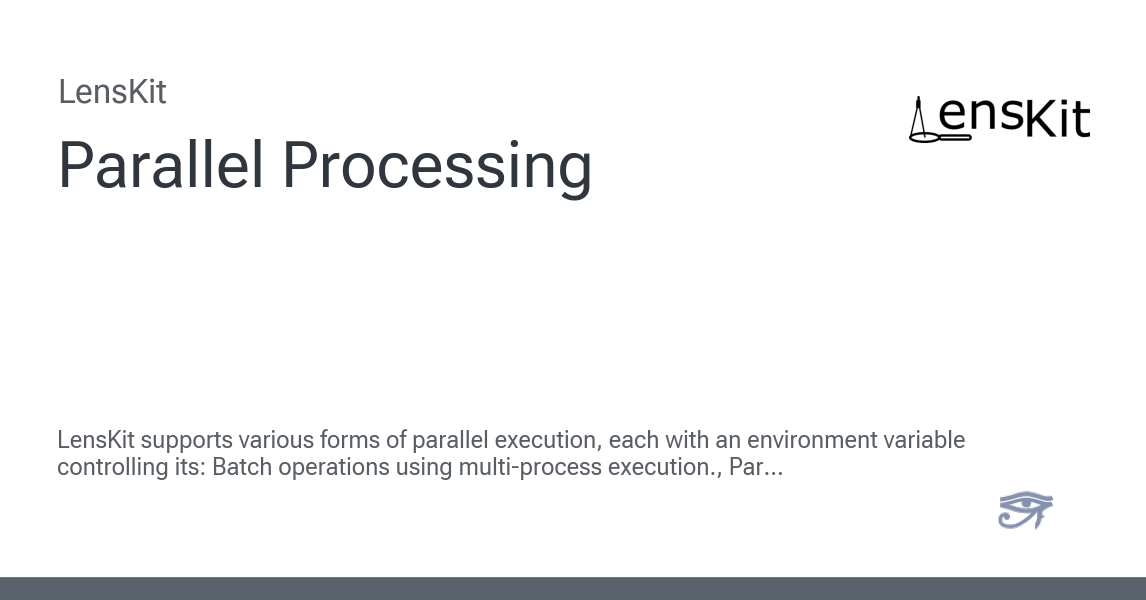 LensKit
LensKit
Parallel Processing
LensKit supports various forms of parallel execution, each with an environment variable
controlling its: Batch operations using multi-process execution., Par...